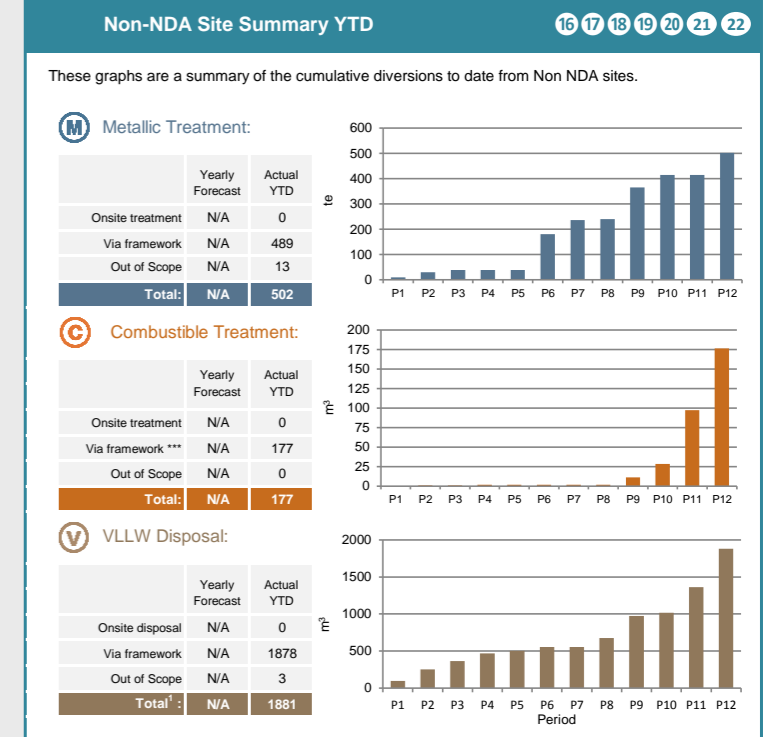 Non-NDA Site Summary YTD
16 17 18 19 20 21 22
These graphs are a summary of the cumulative diversions to date from Non NDA sites.
M Metallic Treatment:
Yearly Forecast Actual YTD
Onsite treatment N/A 0
Via framework N/A 489
Out of Scope N/A 13
Total: N/A 502
te
600
500
400
300
200
100
0
P1 P2 P3 P4 P5 P6 P7 P8 P9 P10 P11 P12
C Combustible Treatment:
Yearly Forecast Actual YTD
Onsite treatment N/A 0
Via framework *** N/A 177
Out of Scope N/A 0
Total: N/A 177
m³
200
175
150
125
100
75
50
25
0
P1 P2 P3 P4 P5 P6 P7 P8 P9 P10 P11 P12
V VLLW Disposal:
Yearly Forecast Actual YTD
Onsite disposal N/A 0
Via framework N/A 1878
Out of Scope N/A 3
Total¹ : N/A 1881
m³
2000
1500
1000
500
0
P1 P2 P3 P4 P5 P6 P7 P8 P9 P10 P11 P12
Period